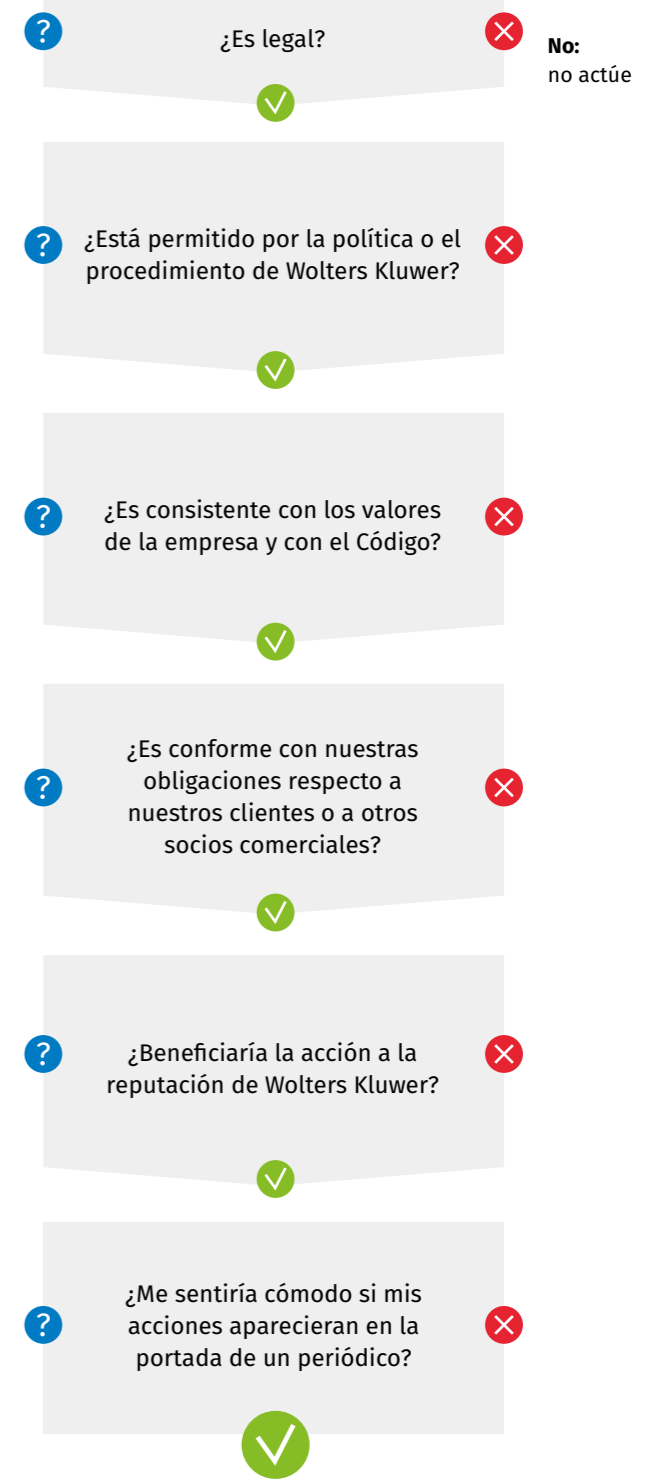 ¿Es legal?
No:
no actúe
¿Está permitido por la política o el
procedimiento de Wolters Kluwer?
¿Es consistente con los valores
de la empresa y con el Código?
¿Es conforme con nuestras
obligaciones respecto a
nuestros clientes o a otros
socios comerciales?
¿Beneficiaría la acción a la
reputación de Wolters Kluwer?
¿Me sentiría cómodo si mis
acciones aparecieran en la
portada de un periódico?